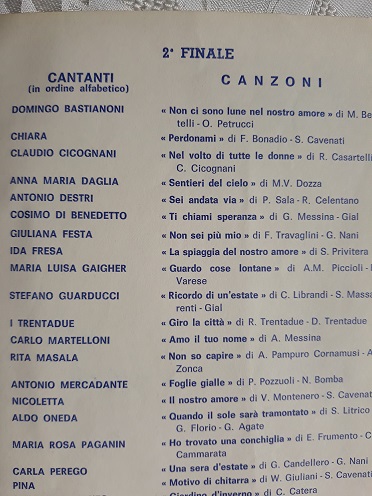 2ª FINALE
CANTANTI
(in ordine alfabetico)
CANZONI
DOMINGO BASTIANONI « Non ci sono lune nel nostro amore » di M. Be
telli - O. Petrucci
CHIARA « Perdonami » di F. Bonadio - S. Cavenati
CLAUDIO CICOGNANI « Nel volto di tutte le donne » di R. Casartell
C. Cicognani
ANNA MARIA DAGLIA « Sentieri del cielo » di M.V. Dozza
ANTONIO DESTRI « Sei andata via » di P. Sala - R. Celentano
COSIMO DI BENEDETTO « Ti chiami speranza » di G. Messina - Gial
GIULIANA FESTA « Non sei più mio » di F. Travaglini - G. Nani
IDA FRESA « La spiaggia del nostro amore » di S. Privitera
MARIA LUISA GAIGHER « Guardo cose lontane » di A.M. Piccioli -
Varese
STEFANO GUARDUCCI « Ricordo di un'estate » di C. Librandi - S. Massa
renti - Gial
I TRENTADUE « Giro la città » di R. Trentadue - D. Trentadue
CARLO MARTELLONI « Amo il tuo nome » di A. Messina
RITA MASALA « Non so capire » di A. Pampuro Cornamusi - A
Zonca
ANTONIO MERCADANTE « Foglie gialle » di P. Pozzuoli - N. Bomba
NICOLETTA « Il nostro amore » di V. Montenero - S. Cavenat
ALDO ONEDA « Quando il sole sarà tramontato » di S. Litrico
G. Florio - G. Agate
MARIA ROSA PAGANIN « Ho trovato una conchiglia » di E. Frumento - C
Cammarata
CARLA PEREGO « Una sera d'estate » di G. Candellero - G. Nani
PINA « Motivo di chitarra » di W. Giuliani - S. Cavenati
« Giardino d'inverno » di C. Catera